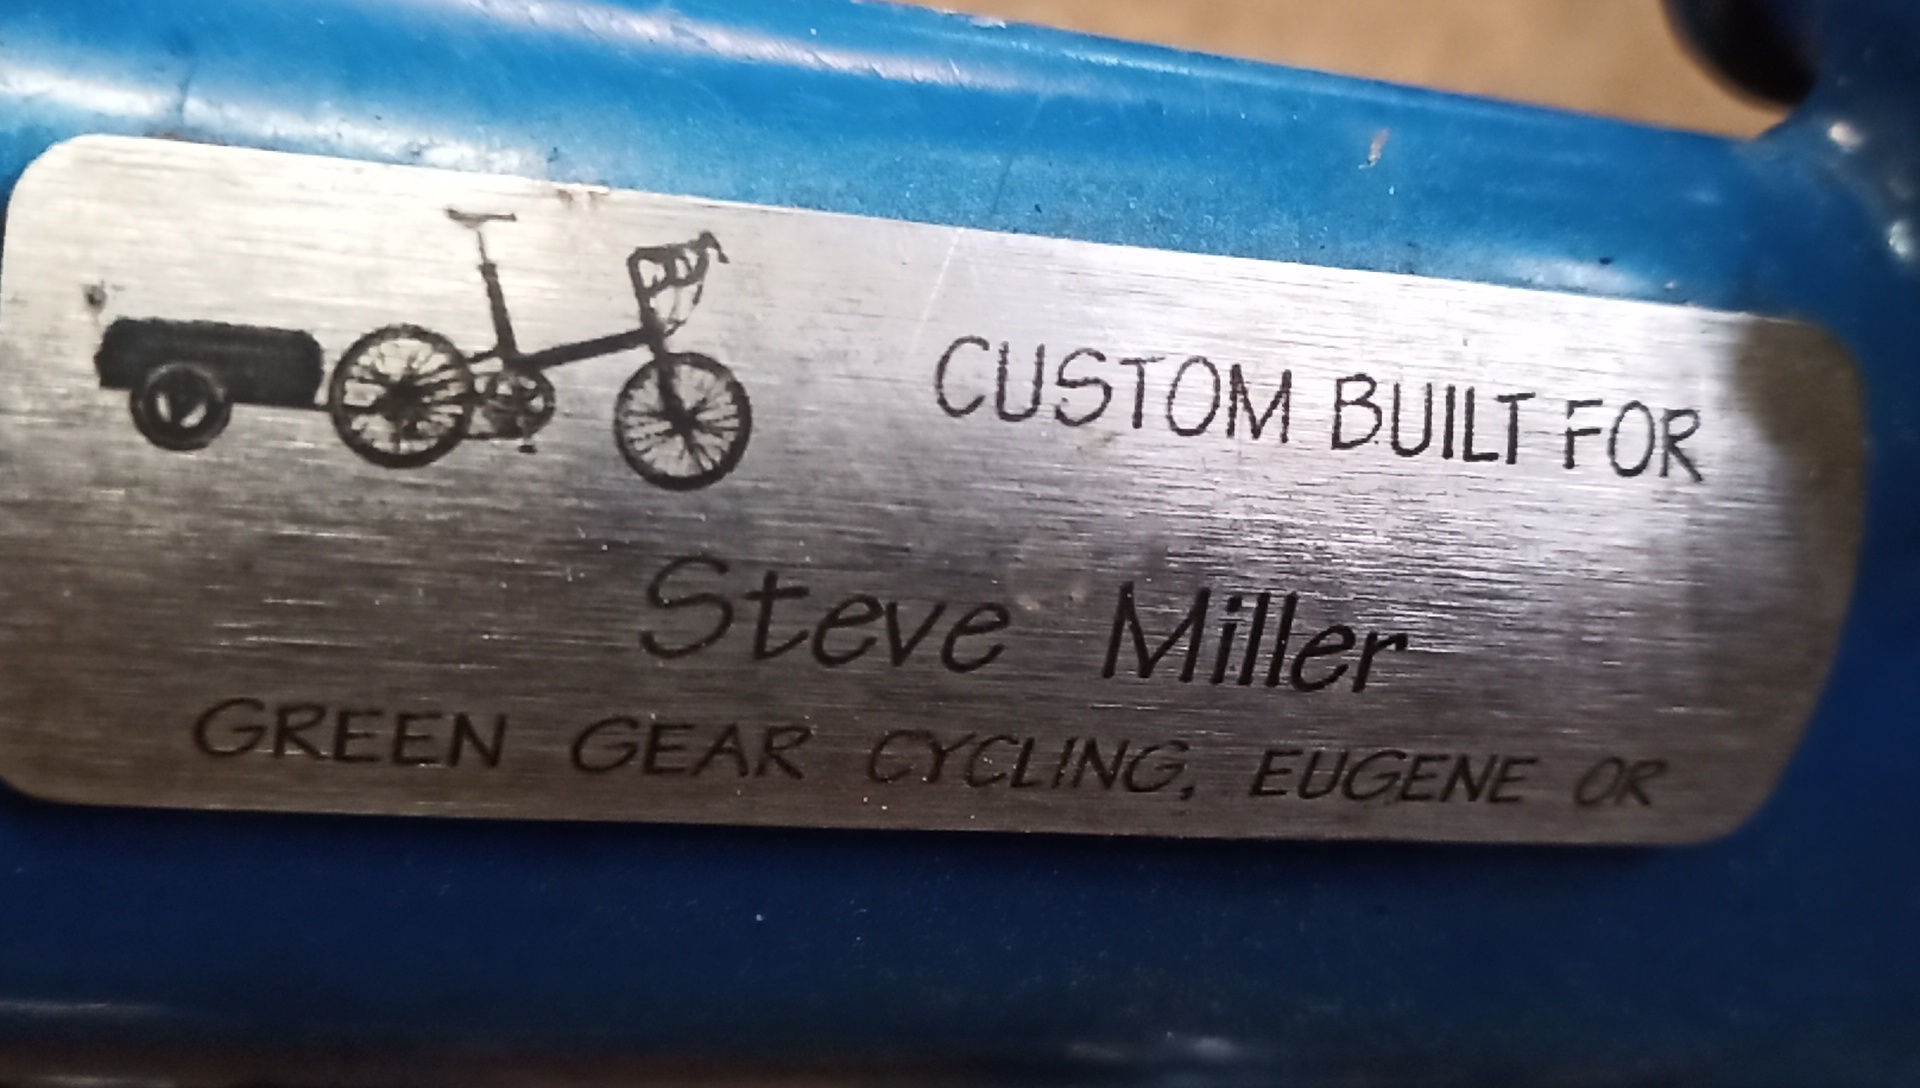 CUSTOM BUILT FOR
Steve Miller
GREEN GEAR CYCLING, EUGENE OR